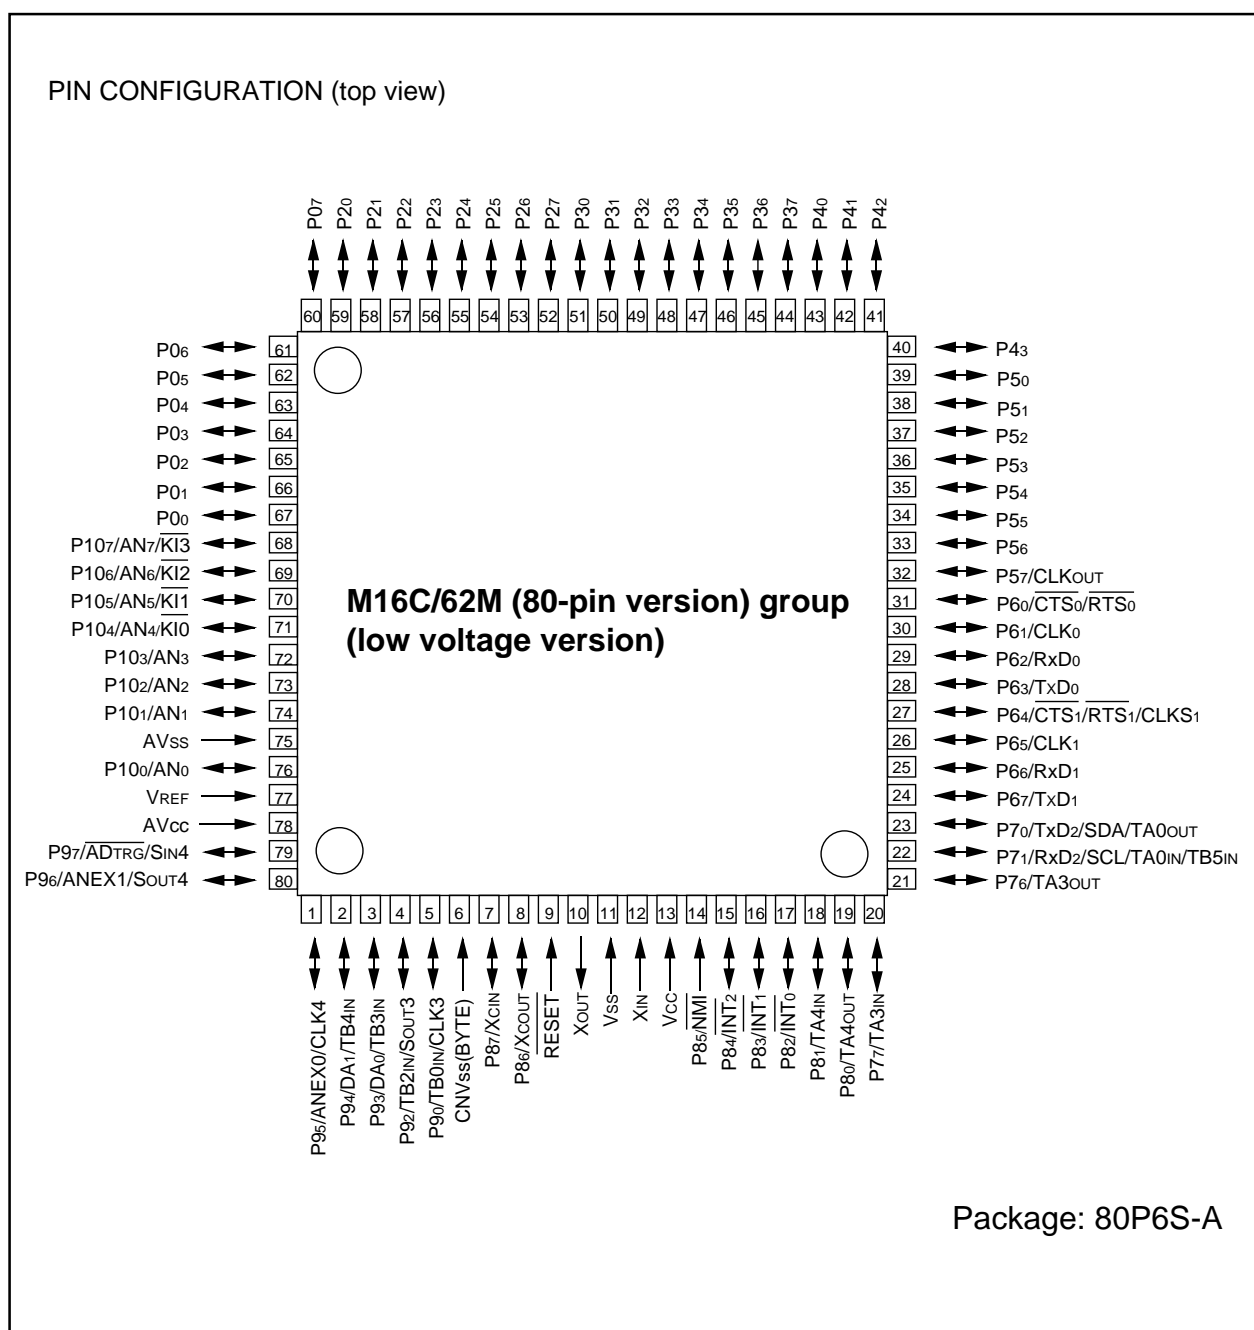 PIN CONFIGURATION (top view)
P07
P20
P21
P22
P23
P24
P25
P26
P27
P30
P31
P32
P33
P34
P35
P36
P37
P40
P41
P42
60 59 58 57 56 55 54 53 52 51 50 49 48 47 46 45 44 43 42 41
P06 61
P05 62
P04 63
P03 64
P02 65
P01 66
P00 67
P107/AN7/KI3 68
P106/AN6/KI2 69
P105/AN5/KI1 70
P104/AN4/KI0 71
P103/AN3 72
P102/AN2 73
P101/AN1 74
AVSS 75
P100/AN0 76
VREF 77
AVCC 78
P97/ADTRG/SIN4 79
P96/ANEX1/SOUT4 80
M16C/62M (80-pin version) group
(low voltage version)
40 P43
39 P50
38 P51
37 P52
36 P53
35 P54
34 P55
33 P56
32 P57/CLKOUT
31 P60/CTS0/RTS0
30 P61/CLK0
29 P62/RxD0
28 P63/TxD0
27 P64/CTS1/RTS1/CLKS1
26 P65/CLK1
25 P66/RxD1
24 P67/TxD1
23 P70/TxD2/SDA/TA0OUT
22 P71/RxD2/SCL/TA0IN/TB5IN
21 P76/TA3OUT
1 2 3 4 5 6 7 8 9 10 11 12 13 14 15 16 17 18 19 20
P95/ANEX0/CLK4
P94/DA1/TB4IN
P93/DA0/TB3IN
P92/TB2IN/SOUT3
P90/TB0IN/CLK3
CNVss(BYTE)
P87/XCIN
P86/XCOUT
RESET
XOUT
VSS
XIN
VCC
P85/NMI
P84/INT2
P83/INT1
P82/INT0
P81/TA4IN
P80/TA4OUT
P77/TA3IN
Package: 80P6S-A